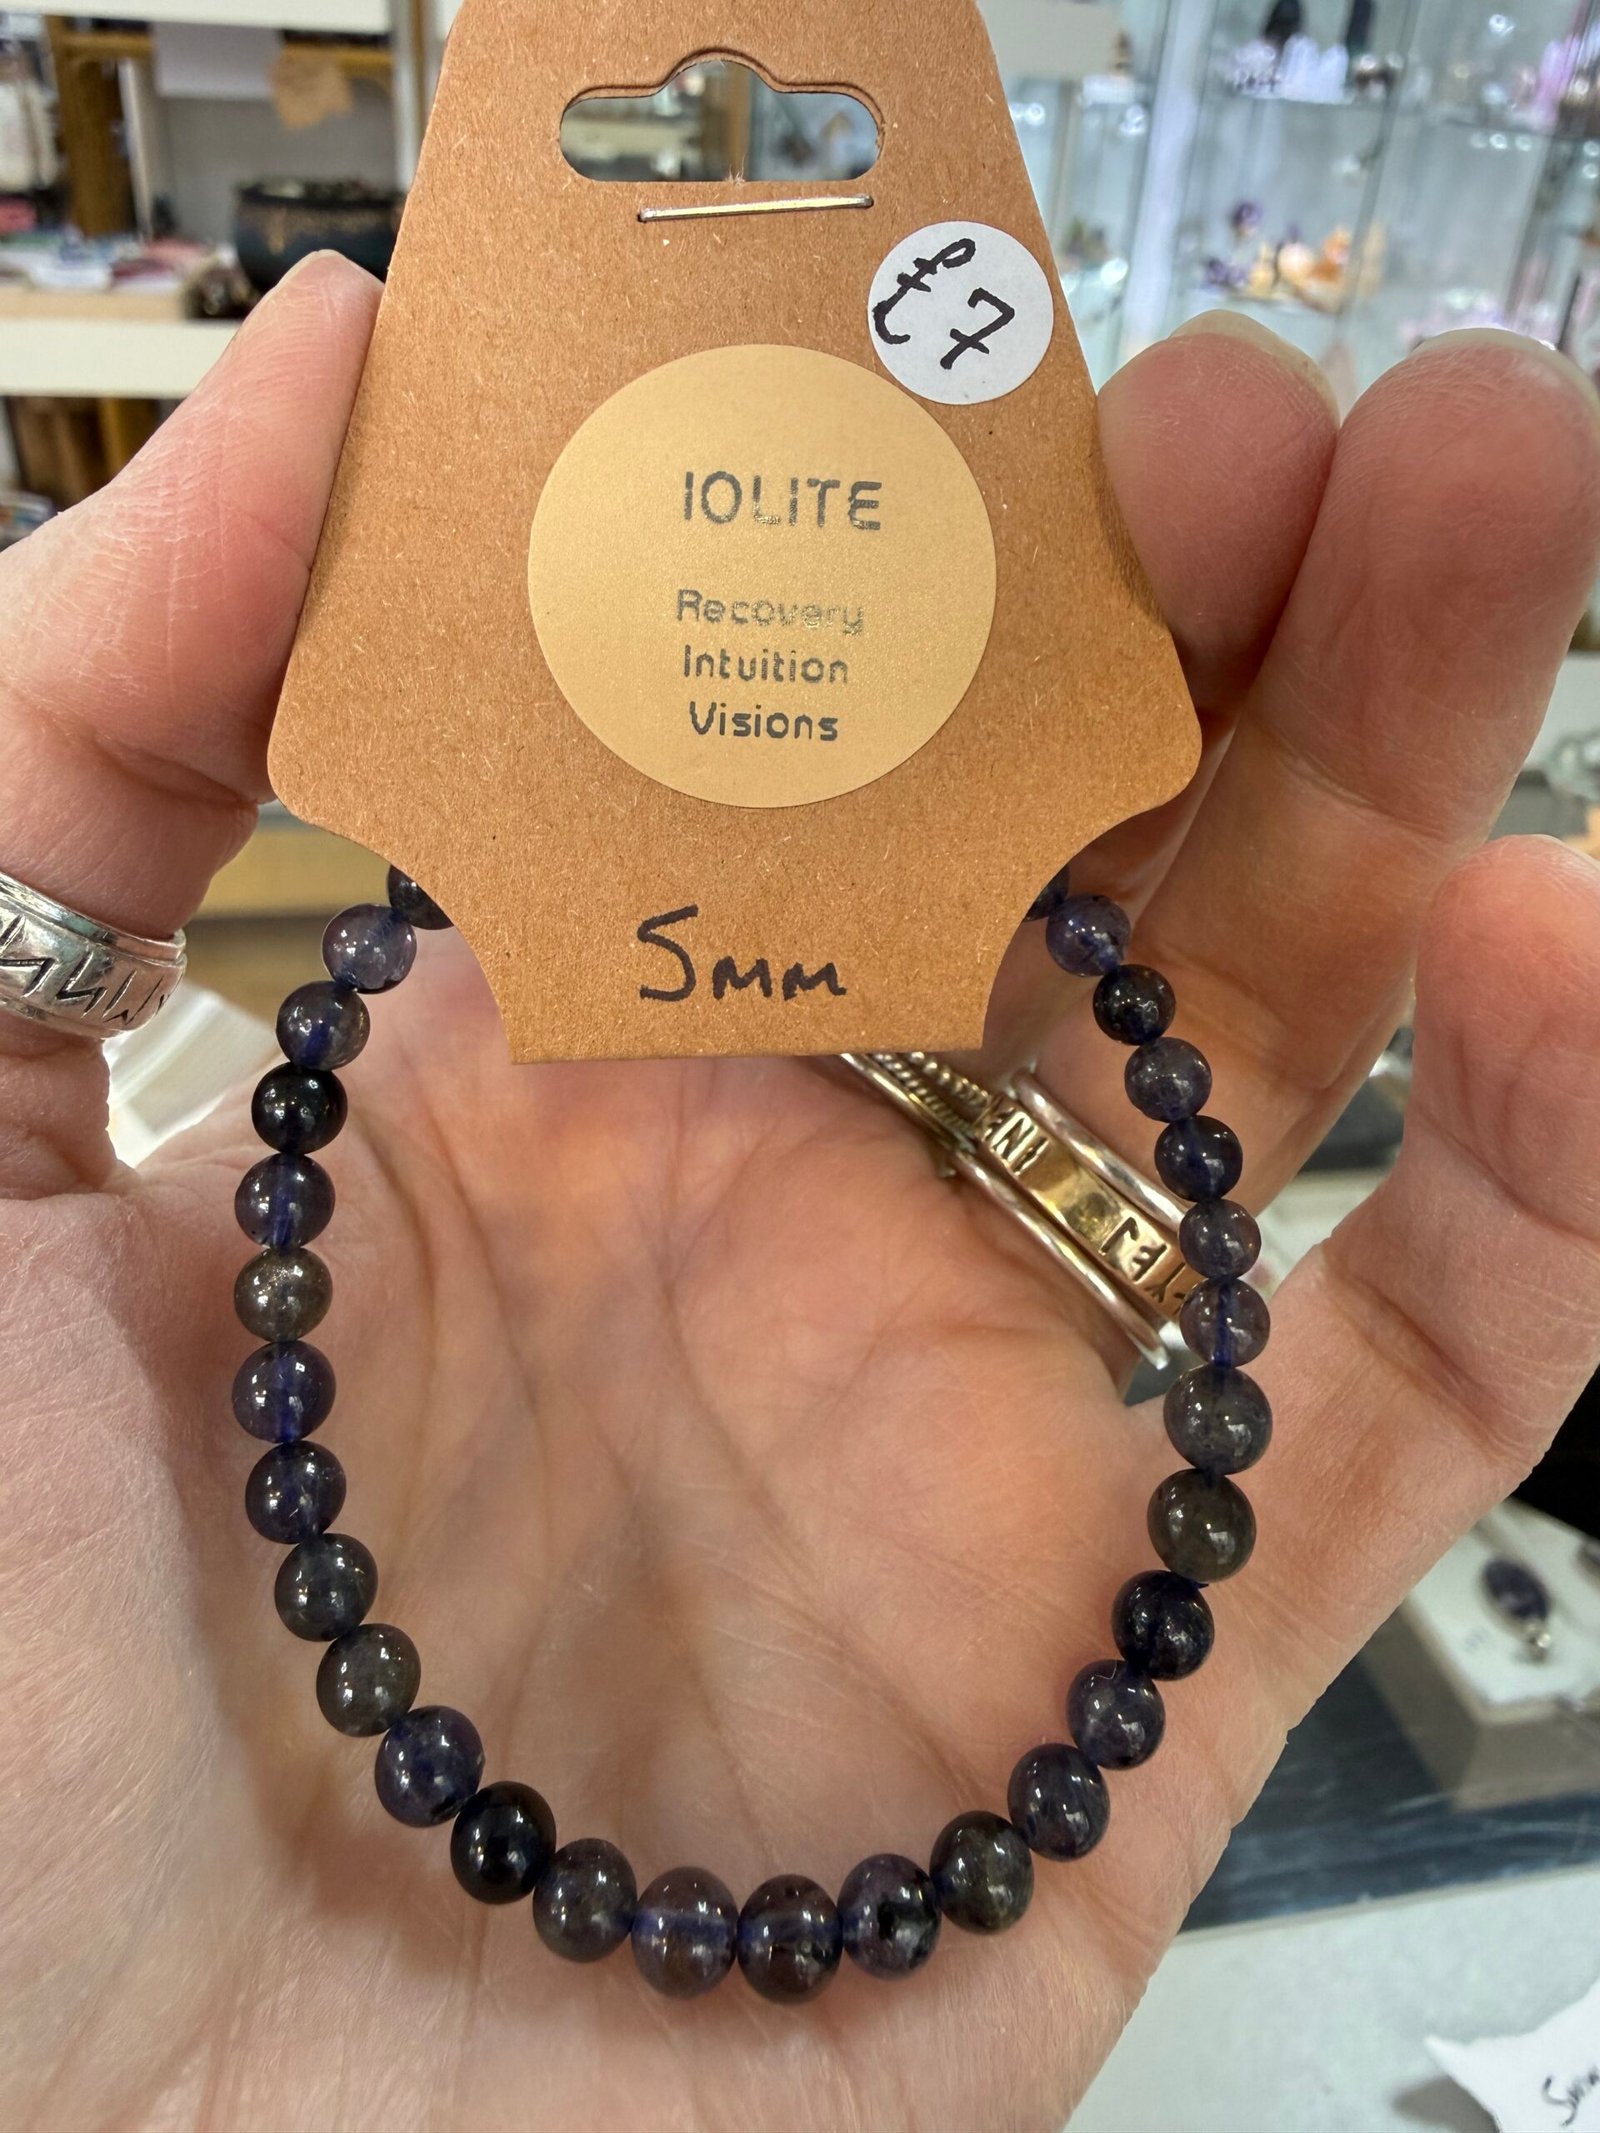 £7
IOLITE
Recovery
Intuition
Visions
5mm